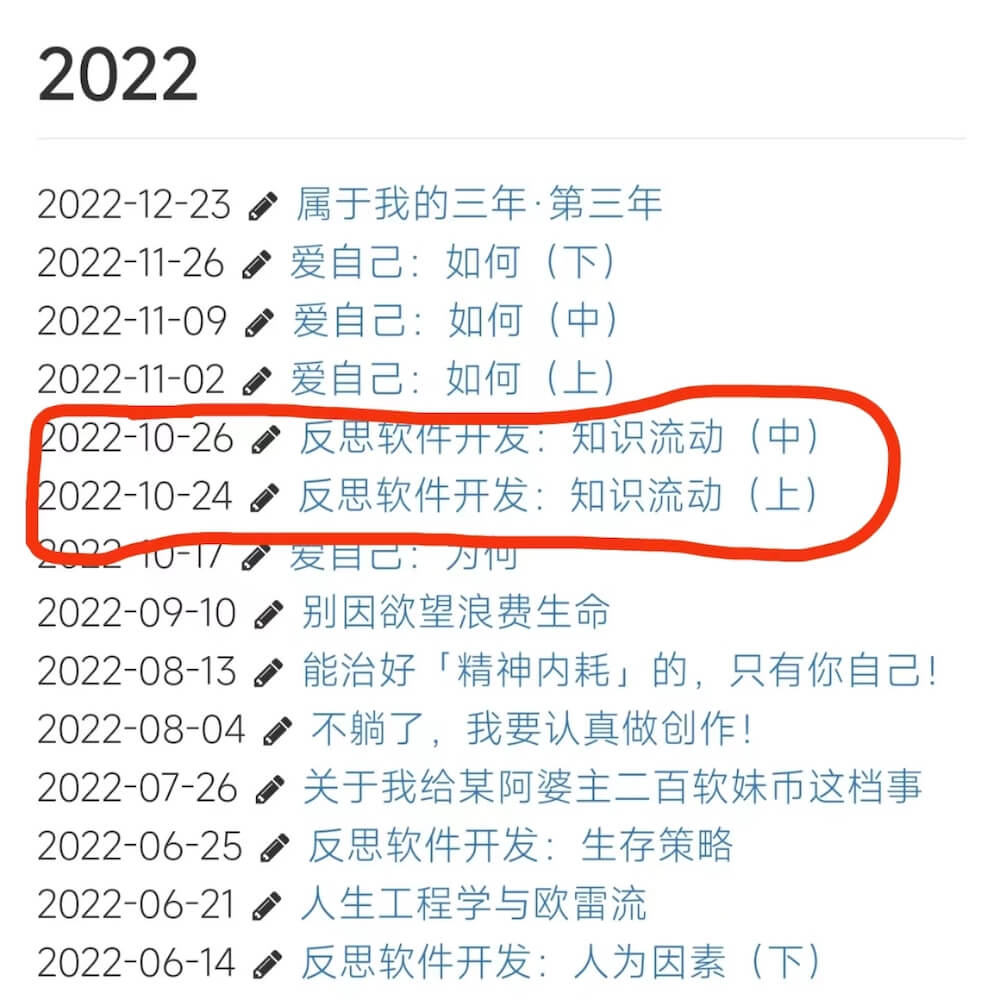 2022
2022-12-23 属于我的三年·第三年
2022-11-26 爱自己：如何（下）
2022-11-09 爱自己：如何（中）
2022-11-02 爱自己：如何（上）
2022-10-26 反思软件开发：知识流动（中）
2022-10-24 反思软件开发：知识流动（上）
2022-10-17 爱自己：为何
2022-09-10 别因欲望浪费生命
2022-08-13 能治好「精神内耗」的，只有你自己！
2022-08-04 不躺了，我要认真做创作！
2022-07-26 关于我给某阿婆主二百软妹币这档事
2022-06-25 反思软件开发：生存策略
2022-06-21 人生工程学与欧雷流
2022-06-14 反思软件开发：人为因素（下）